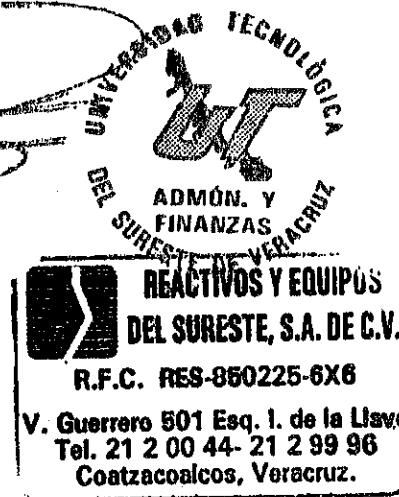 UNIVERSIDAD TECNOLÓGICA
UT
ADMÓN. Y
FINANZAS
DEL SURESTE DE VERACRUZ
REACTIVOS Y EQUIPOS
DEL SURESTE, S.A. DE C.V.
R.F.C. RES-850225-6X6
V. Guerrero 501 Esq. I. de la Llave
Tel. 21 2 00 44- 21 2 99 96
Coatzacoalcos, Veracruz.